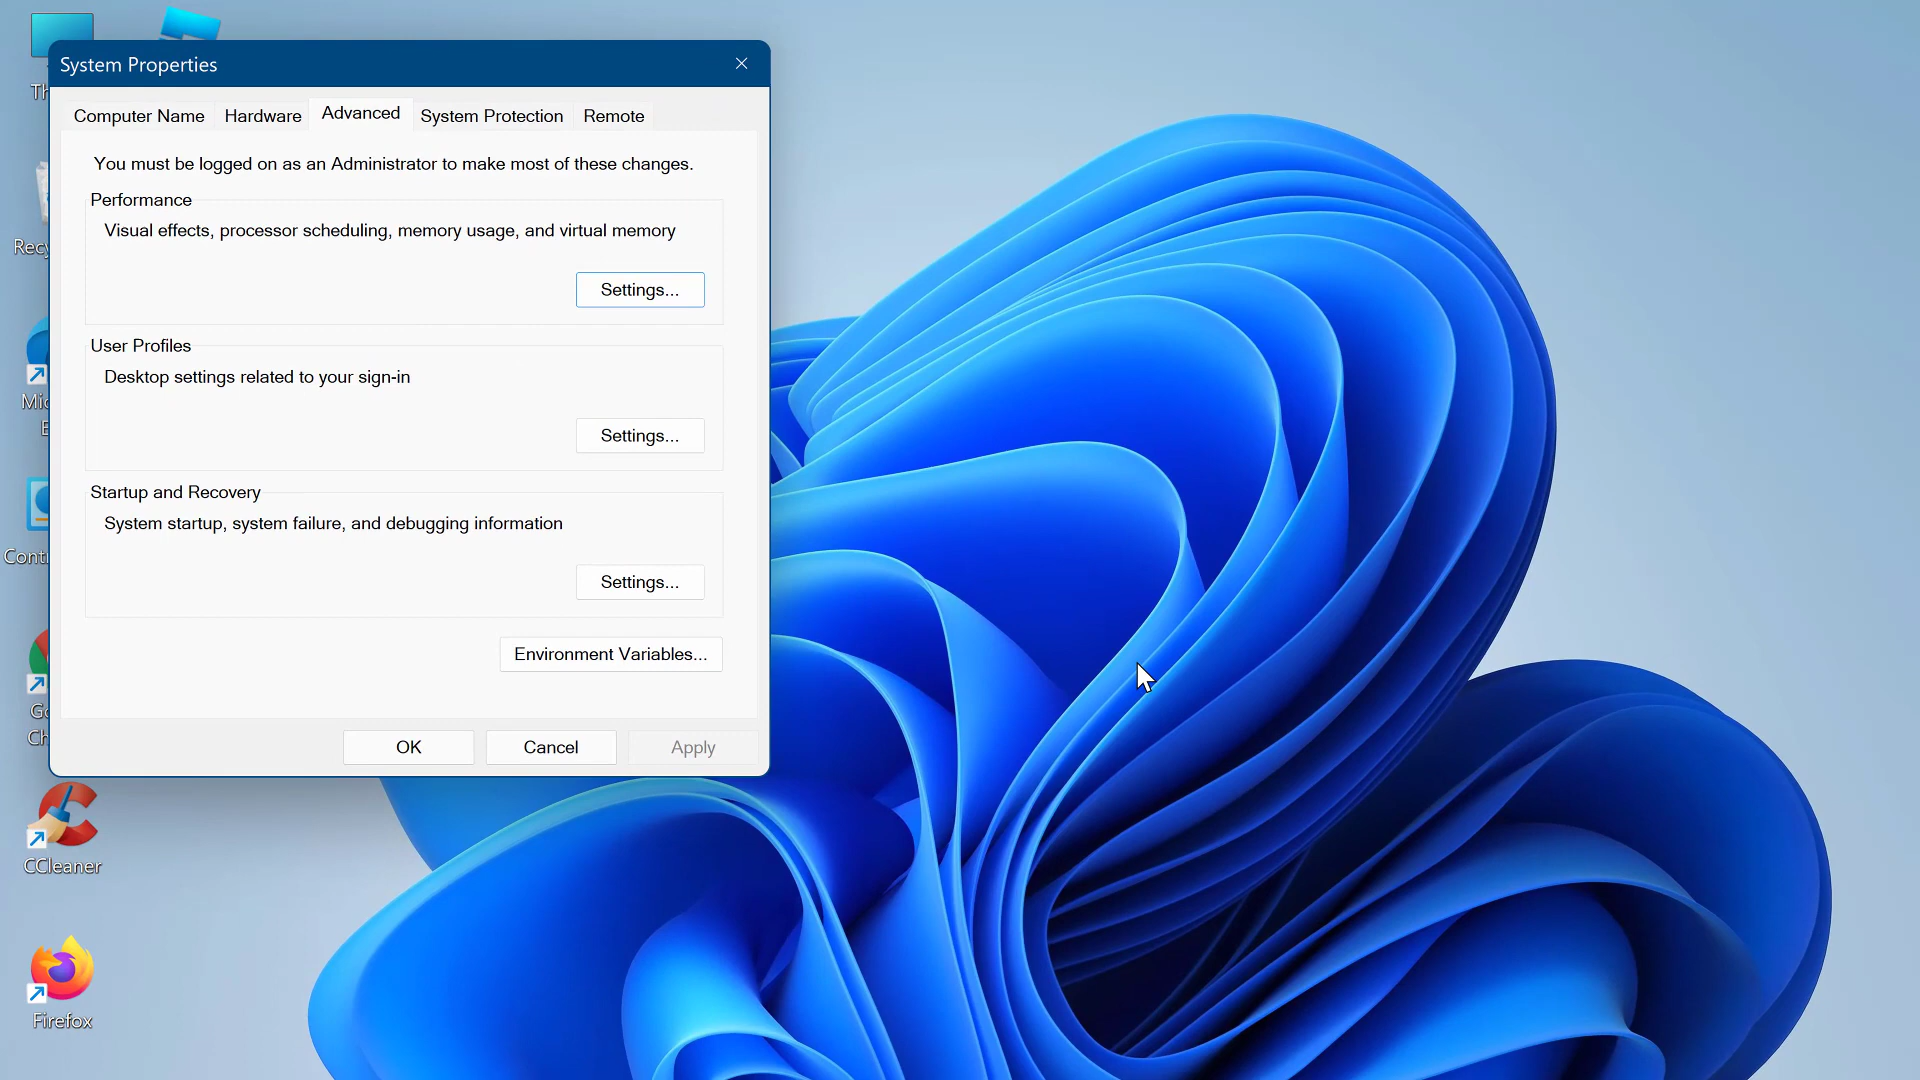 System Properties
Computer Name
Hardware
Advanced
System Protection
Remote
You must be logged on as an Administrator to make most of these changes.
Performance
Visual effects, processor scheduling, memory usage, and virtual memory
Settings...
User Profiles
Desktop settings related to your sign-in
Settings...
Startup and Recovery
System startup, system failure, and debugging information
Settings...
Environment Variables...
OK
Cancel
Apply
CCleaner
Firefox